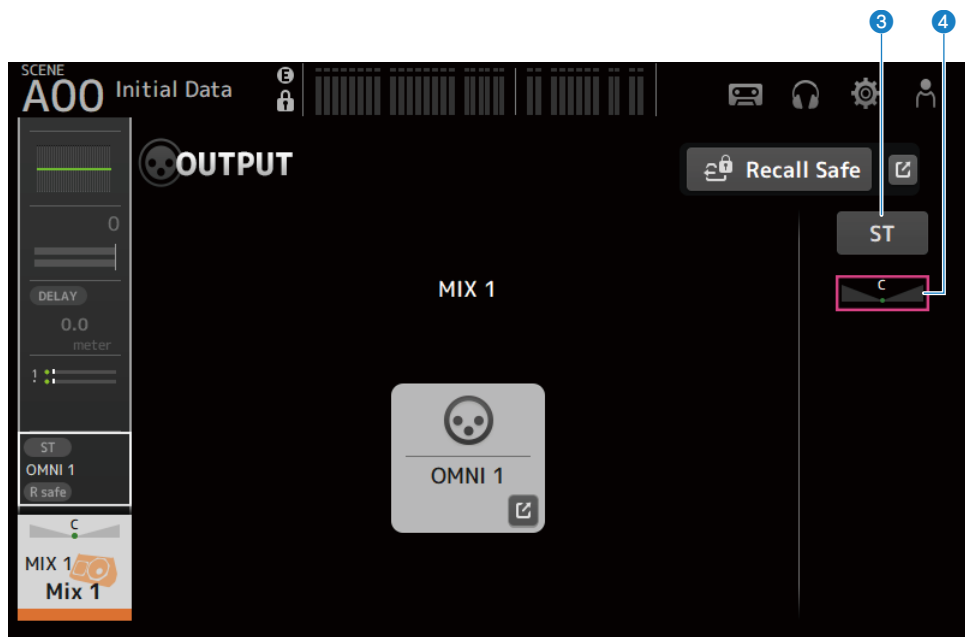 3 4
SCENE
A00 Initial Data
E
OUTPUT
Recall Safe
0
ST
C
DELAY
0.0
meter
MIX 1
!
ST
OMNI 1
R safe
OMNI 1
C
MIX 1
Mix 1